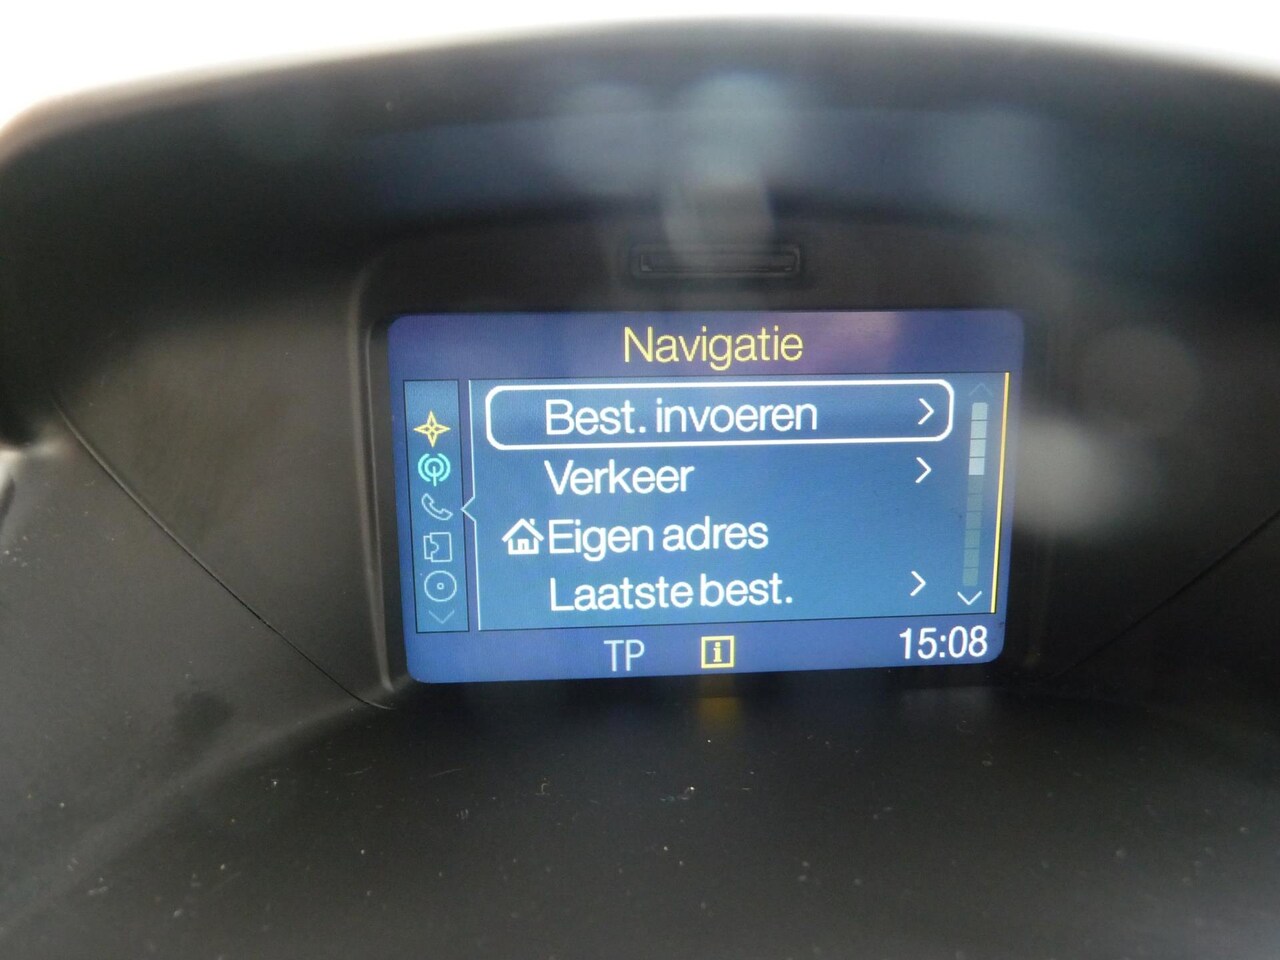 Navigatie
Best. invoeren
Verkeer
Eigen adres
Laatste best.
TP i 15:08